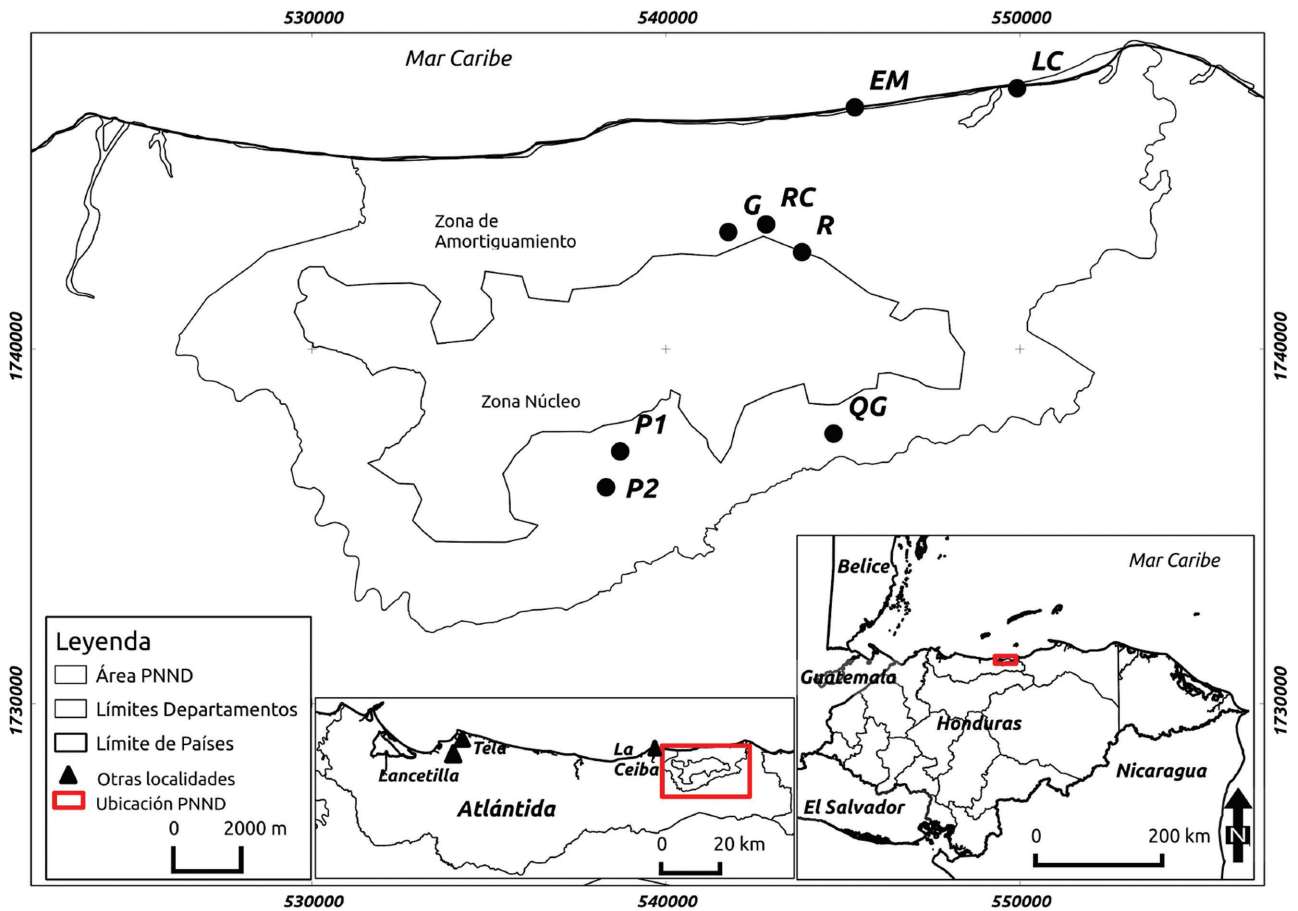 530000
540000
550000
Mar Caribe
EM
LC
G
RC
R
Zona de
Amortiguamiento
1740000
1740000
Zona Núcleo
P1
QG
P2
Mar Caribe
Belice
Guatemala
Honduras
Nicaragua
El Salvador
0
200 km
N
Leyenda
Área PNND
Límites Departamentos
Límite de Países
Otras localidades
Ubicación PNND
0
2000 m
Tela
Lancetilla
La
Ceiba
Atlántida
0
20 km
1730000
1730000
530000
540000
550000